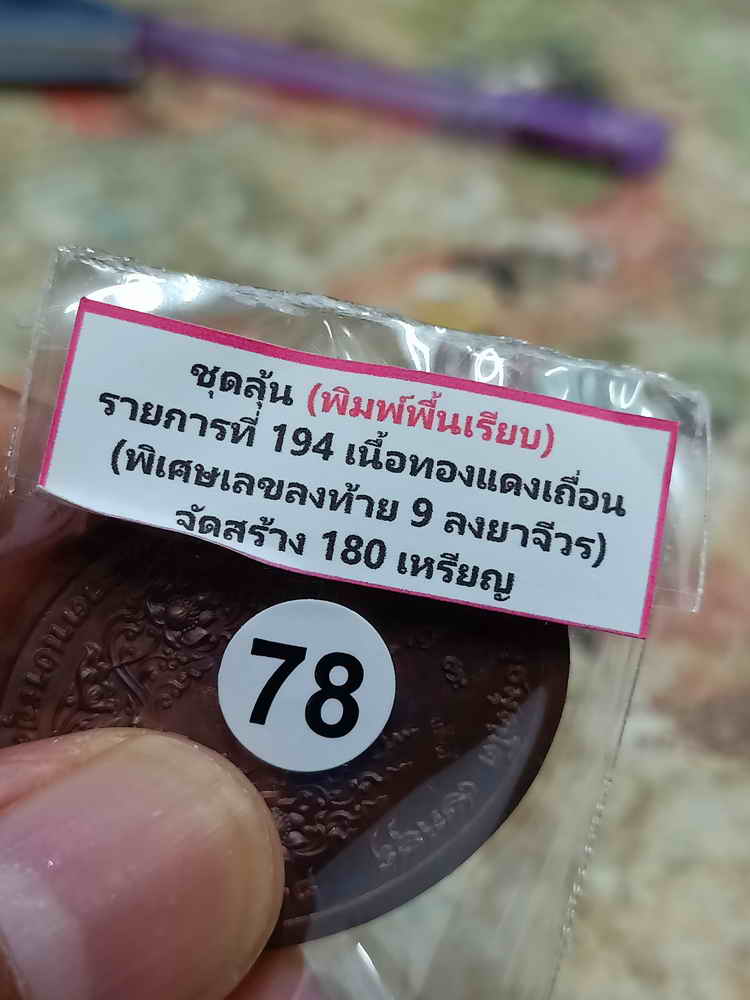 ชุดลุ้น (พิมพ์พื้นเรียบ)
รายการที่ 194 เนื้อทองแดงเถื่อน
(พิเศษเลขลงท้าย 9 ลงยาจีวร)
จัดสร้าง 180 เหรียญ
78